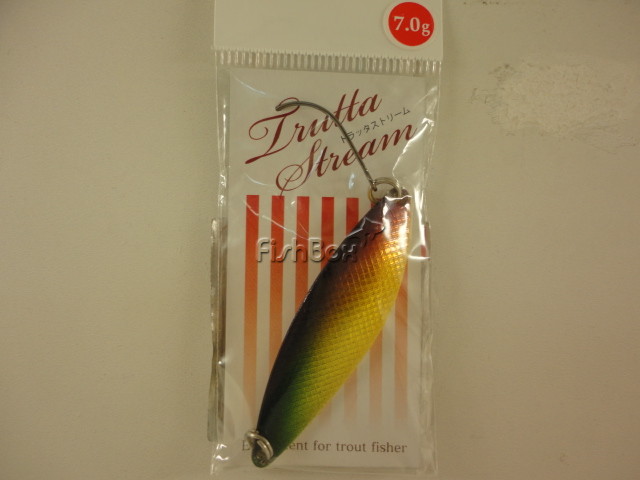 7.0g
Trutta
トラッタストリーム
Stream
FishBox
for trout fisher